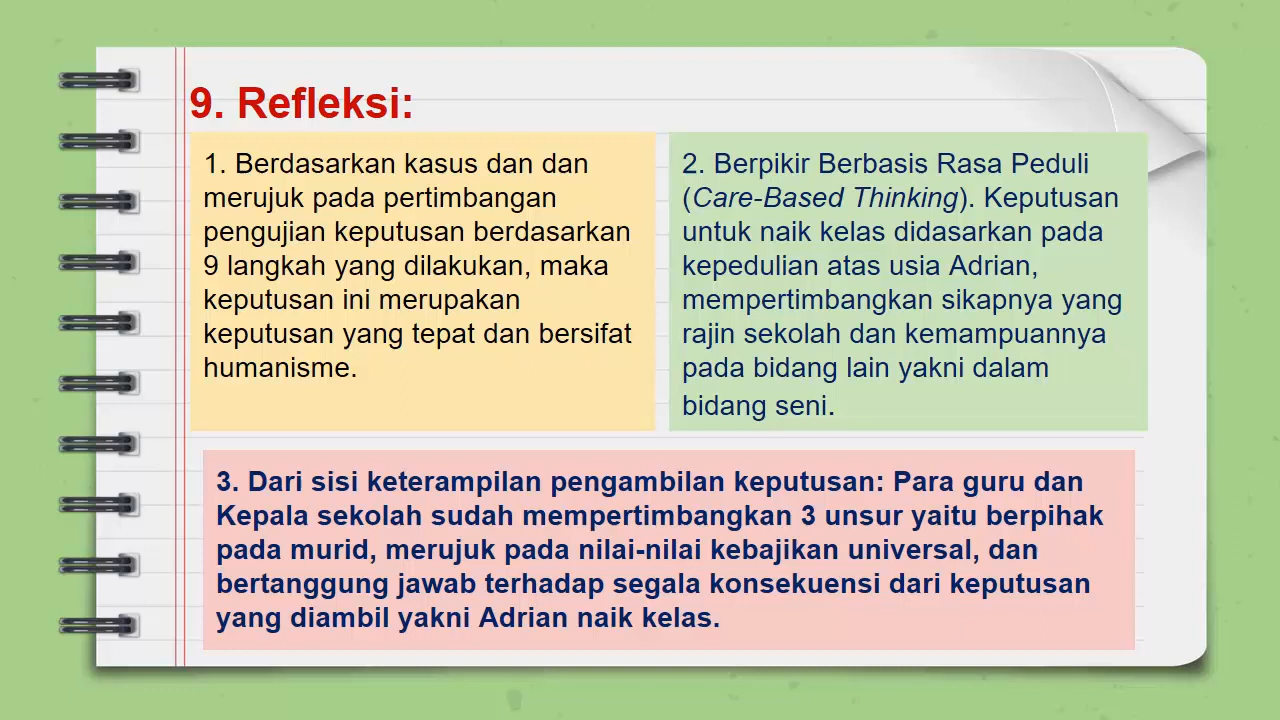 9. Refleksi:
1. Berdasarkan kasus dan dan
merujuk pada pertimbangan
pengujian keputusan berdasarkan
9 langkah yang dilakukan, maka
keputusan ini merupakan
keputusan yang tepat dan bersifat
humanisme.
2. Berpikir Berbasis Rasa Peduli
(Care-Based Thinking). Keputusan
untuk naik kelas didasarkan pada
kepedulian atas usia Adrian,
mempertimbangkan sikapnya yang
rajin sekolah dan kemampuannya
pada bidang lain yakni dalam
bidang seni.
3. Dari sisi keterampilan pengambilan keputusan: Para guru dan
Kepala sekolah sudah mempertimbangkan 3 unsur yaitu berpihak
pada murid, merujuk pada nilai-nilai kebajikan universal, dan
bertanggung jawab terhadap segala konsekuensi dari keputusan
yang diambil yakni Adrian naik kelas.